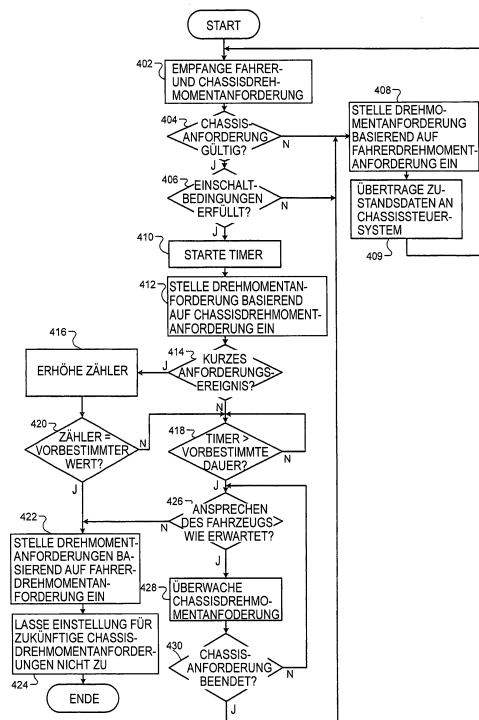 START
402
EMPFANGE FAHRER-
UND CHASSISDREH-
MOMENTANFORDERUNG
404
CHASSIS-
ANFORDERUNG
GÜLTIG?
N
J
406
EINSCHALT-
BEDINGUNGEN
ERFÜLLT?
N
J
408
STELLE DREHMO-
MENTANFORDERUNG
BASIEREND AUF
FAHRERDREHMOMENT-
ANFORDERUNG EIN
ÜBERTRAGE ZU-
STANDSDATEN AN
CHASSISSTEUER-
SYSTEM
409
410
STARTE TIMER
412
STELLE DREHMOMENTAN-
FORDERUNG BASIEREND
AUF CHASSISDREHMOMENT-
ANFORDERUNG EIN
414
KURZES
ANFORDERUNGS-
EREIGNIS?
J
N
416
ERHÖHE ZÄHLER
420
ZÄHLER =
VORBESTIMMTER
WERT?
N
J
418
TIMER >
VORBESTIMMTE
DAUER?
N
J
426
ANSPRECHEN
DES FAHRZEUGS
WIE ERWARTET?
N
J
422
STELLE DREHMOMENT-
ANFORDERUNGEN BA-
SIEREND AUF FAHRER-
DREHMOMENTAN-
FORDERUNG EIN
LASSE EINSTELLUNG FÜR
ZUKÜNFTIGE CHASSIS-
DREHMOMENTANFORDER-
UNGEN NICHT ZU
424
ENDE
428
ÜBERWACHE
CHASSISDREHMO-
MENTANFODERUNG
430
CHASSIS-
ANFORDERUNG
BEENDET?
N
J